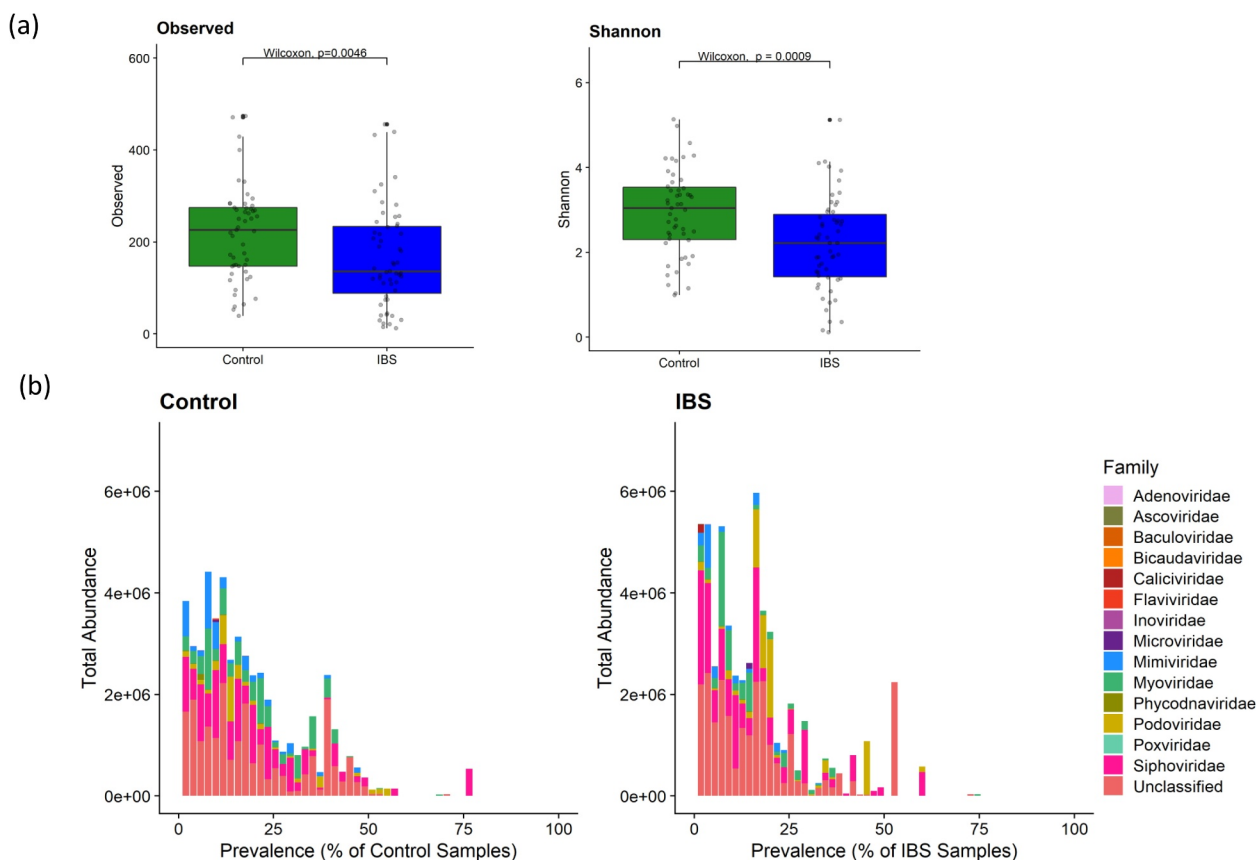 (a)
Observed
Wilcoxon, p=0.0046
600
400
200
0
Observed
Control
IBS
Shannon
Wilcoxon, p = 0.0009
6
4
2
0
Shannon
Control
IBS
(b)
Control
6e+06
4e+06
2e+06
0e+00
Total Abundance
0
25
50
75
100
Prevalence (% of Control Samples)
IBS
6e+06
4e+06
2e+06
0e+00
Total Abundance
0
25
50
75
100
Prevalence (% of IBS Samples)
Family
Adenoviridae
Ascoviridae
Baculoviridae
Bicaudaviridae
Caliciviridae
Flaviviridae
Inoviridae
Microviridae
Mimiviridae
Myoviridae
Phycodnaviridae
Podoviridae
Poxviridae
Siphoviridae
Unclassified